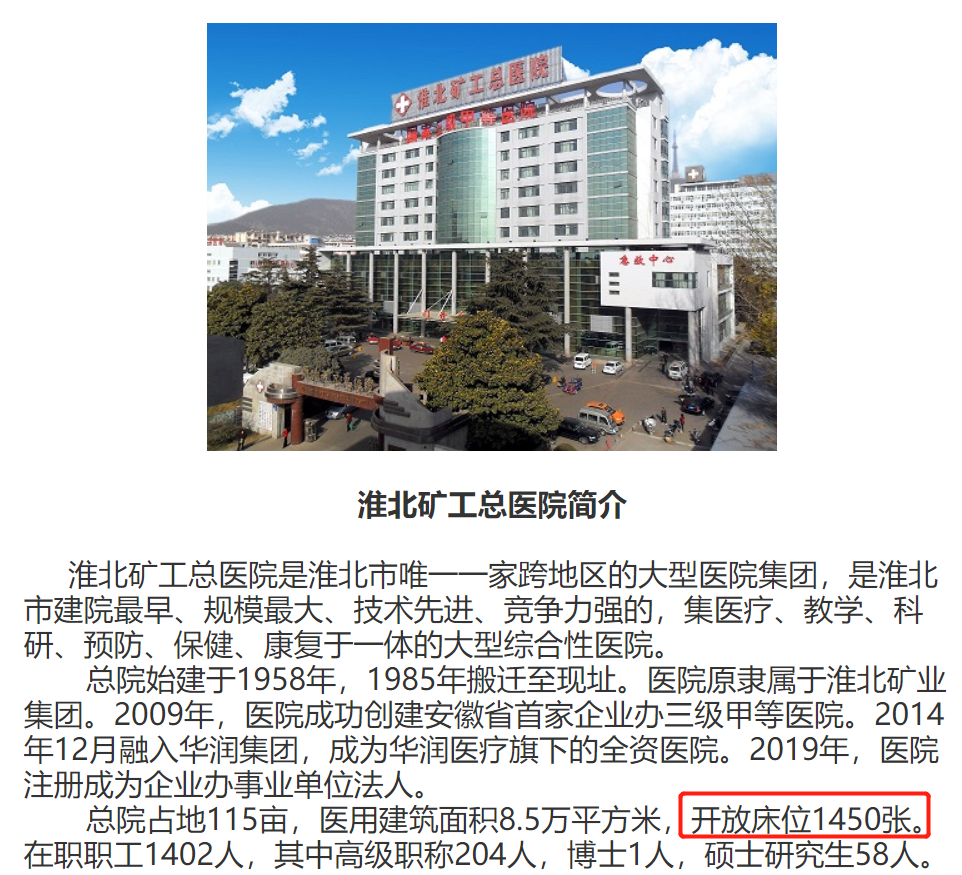 淮北矿工总医院
国家三级甲等医院
急救中心
淮北矿工总医院简介
淮北矿工总医院是淮北市唯一一家跨地区的大型医院集团，是淮北
市建院最早、规模最大、技术先进、竞争力强的，集医疗、教学、科
研、预防、保健、康复于一体的大型综合性医院。
总院始建于1958年，1985年搬迁至现址。医院原隶属于淮北矿业
集团。2009年，医院成功创建安徽省首家企业办三级甲等医院。2014
年12月融入华润集团，成为华润医疗旗下的全资医院。2019年，医院
注册成为企业办事业单位法人。
总院占地115亩，医用建筑面积8.5万平方米，开放床位1450张。
在职职工1402人，其中高级职称204人，博士1人，硕士研究生58人。